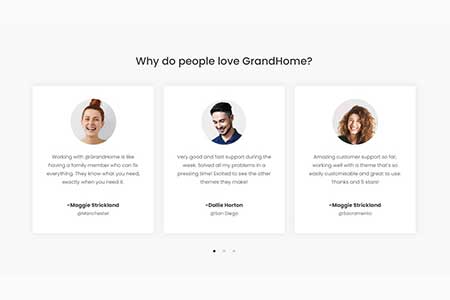 Why do people love GrandHome?
Working with @GrandHome is like
having a family member who can fix
everything. They know what you need,
exactly when you need it.
-Maggie Strickland
@Manchester
Very good and fast support during the
week. Solved all my problems in a
pressing time! Excited to see the other
themes they make!
-Dollie Horton
@San Diego
Amazing customer support so far,
working well with a theme that's so
easily customisable and great to use.
Thanks and 5 stars!
-Maggie Strickland
@Sacramento